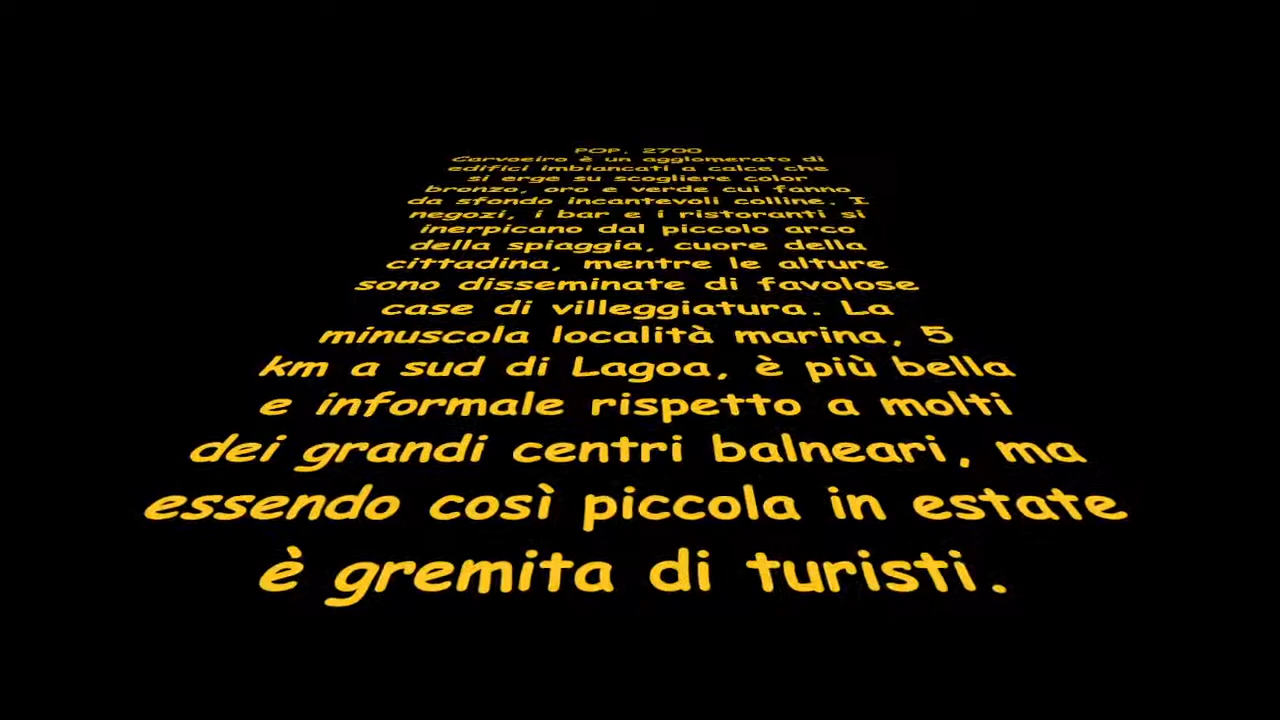 POP. 2700
Carvoeiro è un agglomerato di
edifici imbiancati a calce che
si erge su scogliere color
bronzo, oro e verde cui fanno
da sfondo incantevoli colline. I
negozi, i bar e i ristoranti si
inerpicano dal piccolo arco
della spiaggia, cuore della
cittadina, mentre le alture
sono disseminate di favolose
case di villeggiatura. La
minuscola località marina, 5
km a sud di Lagoa, è più bella
e informale rispetto a molti
dei grandi centri balneari, ma
essendo così piccola in estate
è gremita di turisti.